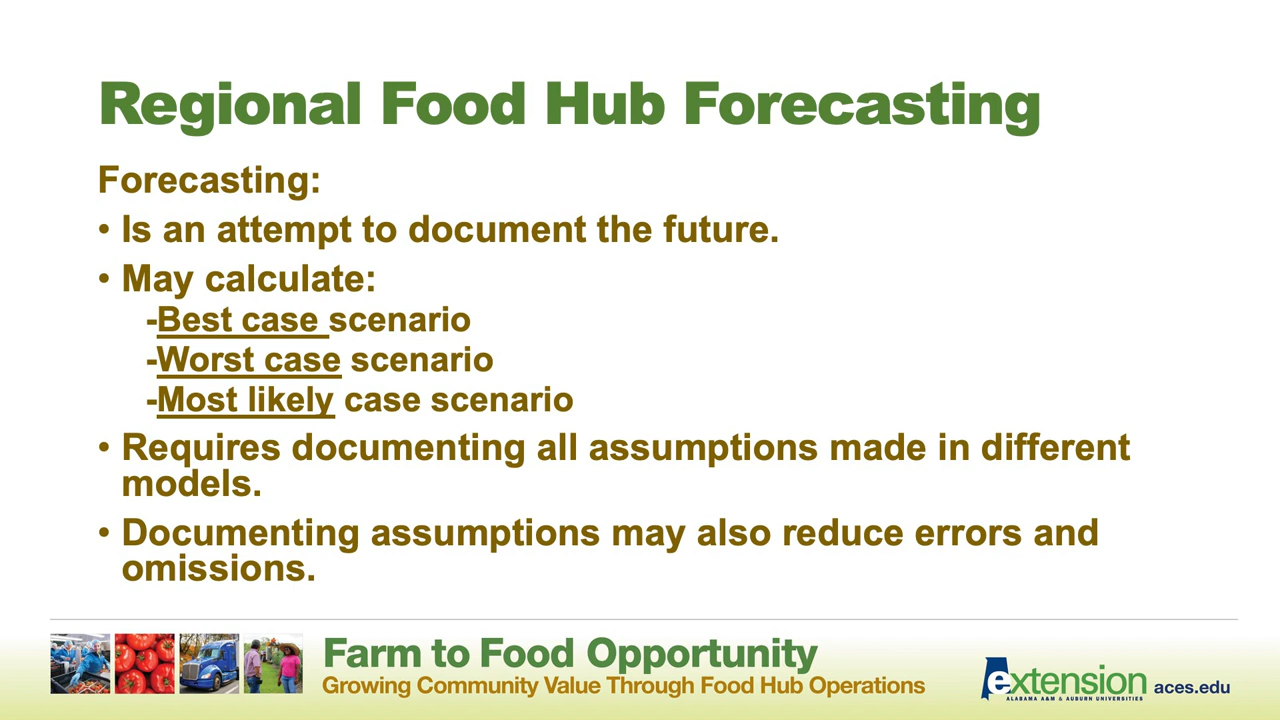 Regional Food Hub Forecasting
Forecasting:
• Is an attempt to document the future.
• May calculate:
-Best case scenario
-Worst case scenario
-Most likely case scenario
• Requires documenting all assumptions made in different
models.
• Documenting assumptions may also reduce errors and
omissions.
Farm to Food Opportunity
Growing Community Value Through Food Hub Operations
extension
ALABAMA A&M & AUBURN UNIVERSITIES
aces.edu